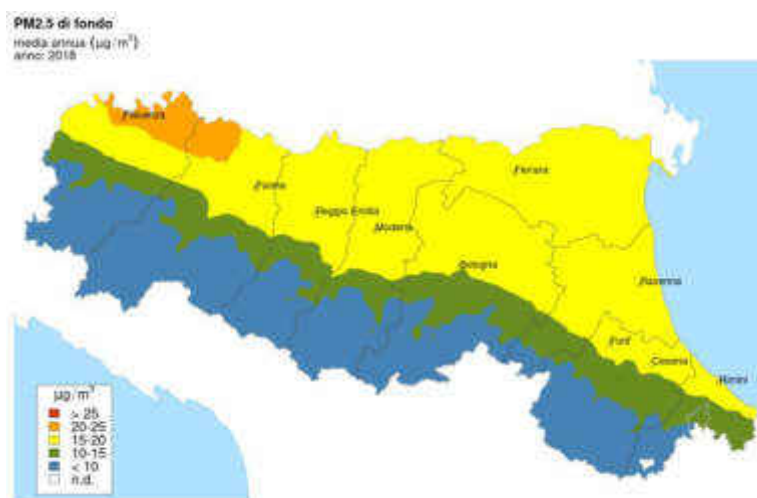 PM2.5 di fondo
media annua (µg/m³)
anno: 2018
Piacenza
Parma
Reggio Emilia
Modena
Ferrara
Bologna
Ravenna
Forlì
Cesena
Rimini
µg/m³
> 25
20-25
15-20
10-15
< 10
n.d.